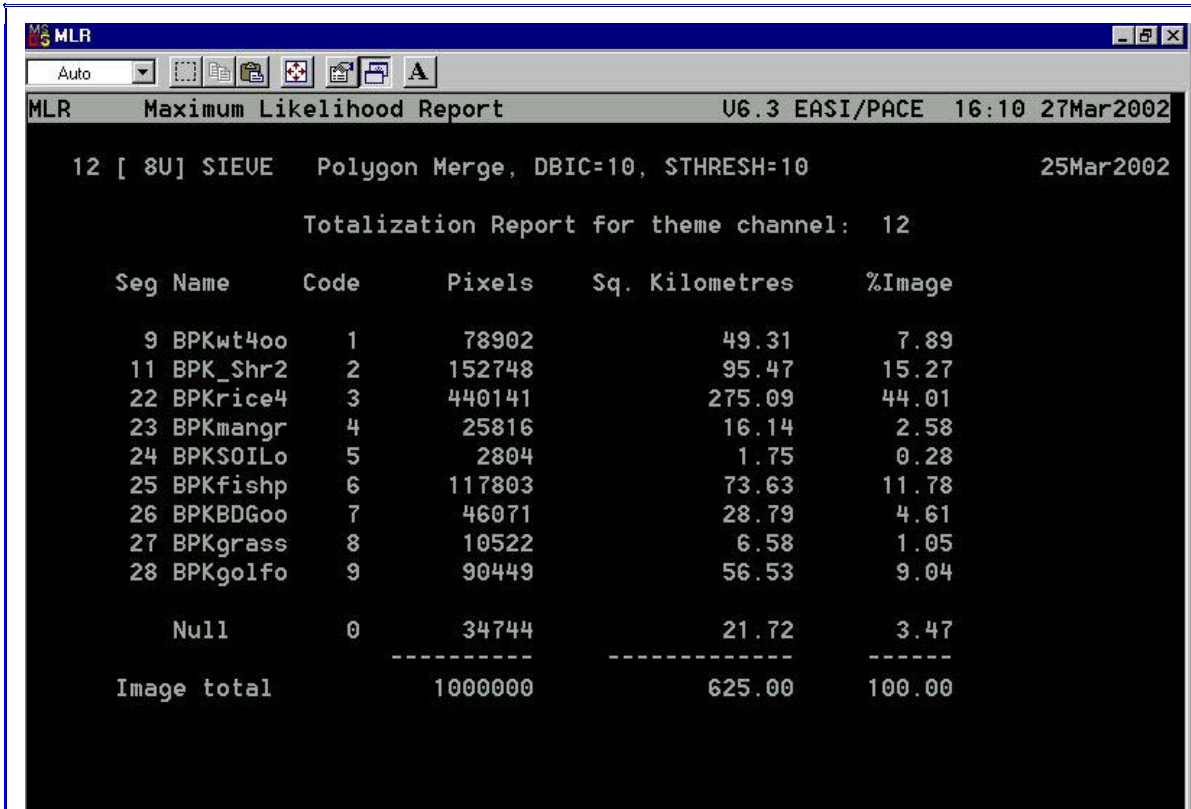 MS DOS MLR
Auto A
MLR Maximum Likelihood Report V6.3 EASI/PACE 16:10 27Mar2002
12 [ 8U] SIEVE Polygon Merge, DBIC=10, STHRESH=10 25Mar2002
Totalization Report for theme channel: 12
Seg Name Code Pixels Sq. Kilometres %Image
9 BPKwt4oo 1 78902 49.31 7.89
11 BPK_Shr2 2 152748 95.47 15.27
22 BPKrice4 3 440141 275.09 44.01
23 BPKmangr 4 25816 16.14 2.58
24 BPKSOILo 5 2804 1.75 0.28
25 BPKfishp 6 117803 73.63 11.78
26 BPKBDGoo 7 46071 28.79 4.61
27 BPKgrass 8 10522 6.58 1.05
28 BPKgolfo 9 90449 56.53 9.04
Null 0 34744 21.72 3.47
---------- ------------- ------
Image total 1000000 625.00 100.00